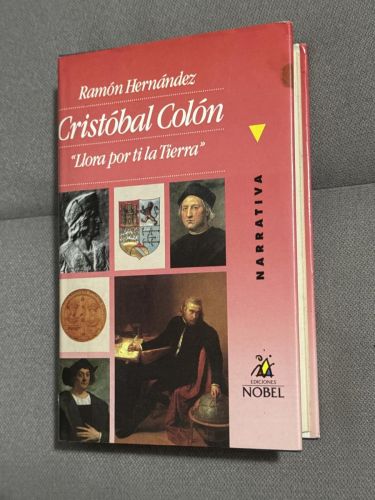 Ramón Hernández
Cristóbal Colón
"Llora por ti la Tierra"
NARRATIVA
EDICIONES
NOBEL